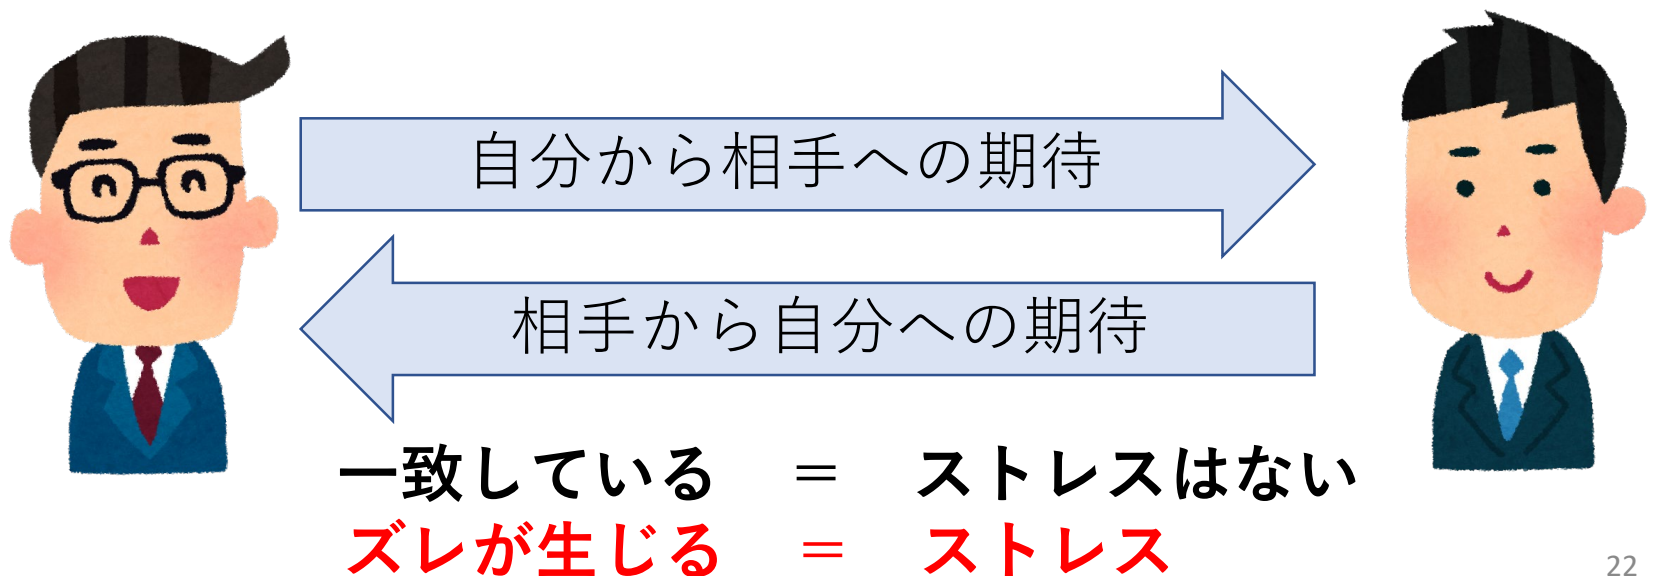 自分から相手への期待
相手から自分への期待
一致している ＝ ストレスはない
ズレが生じる ＝ ストレス
22